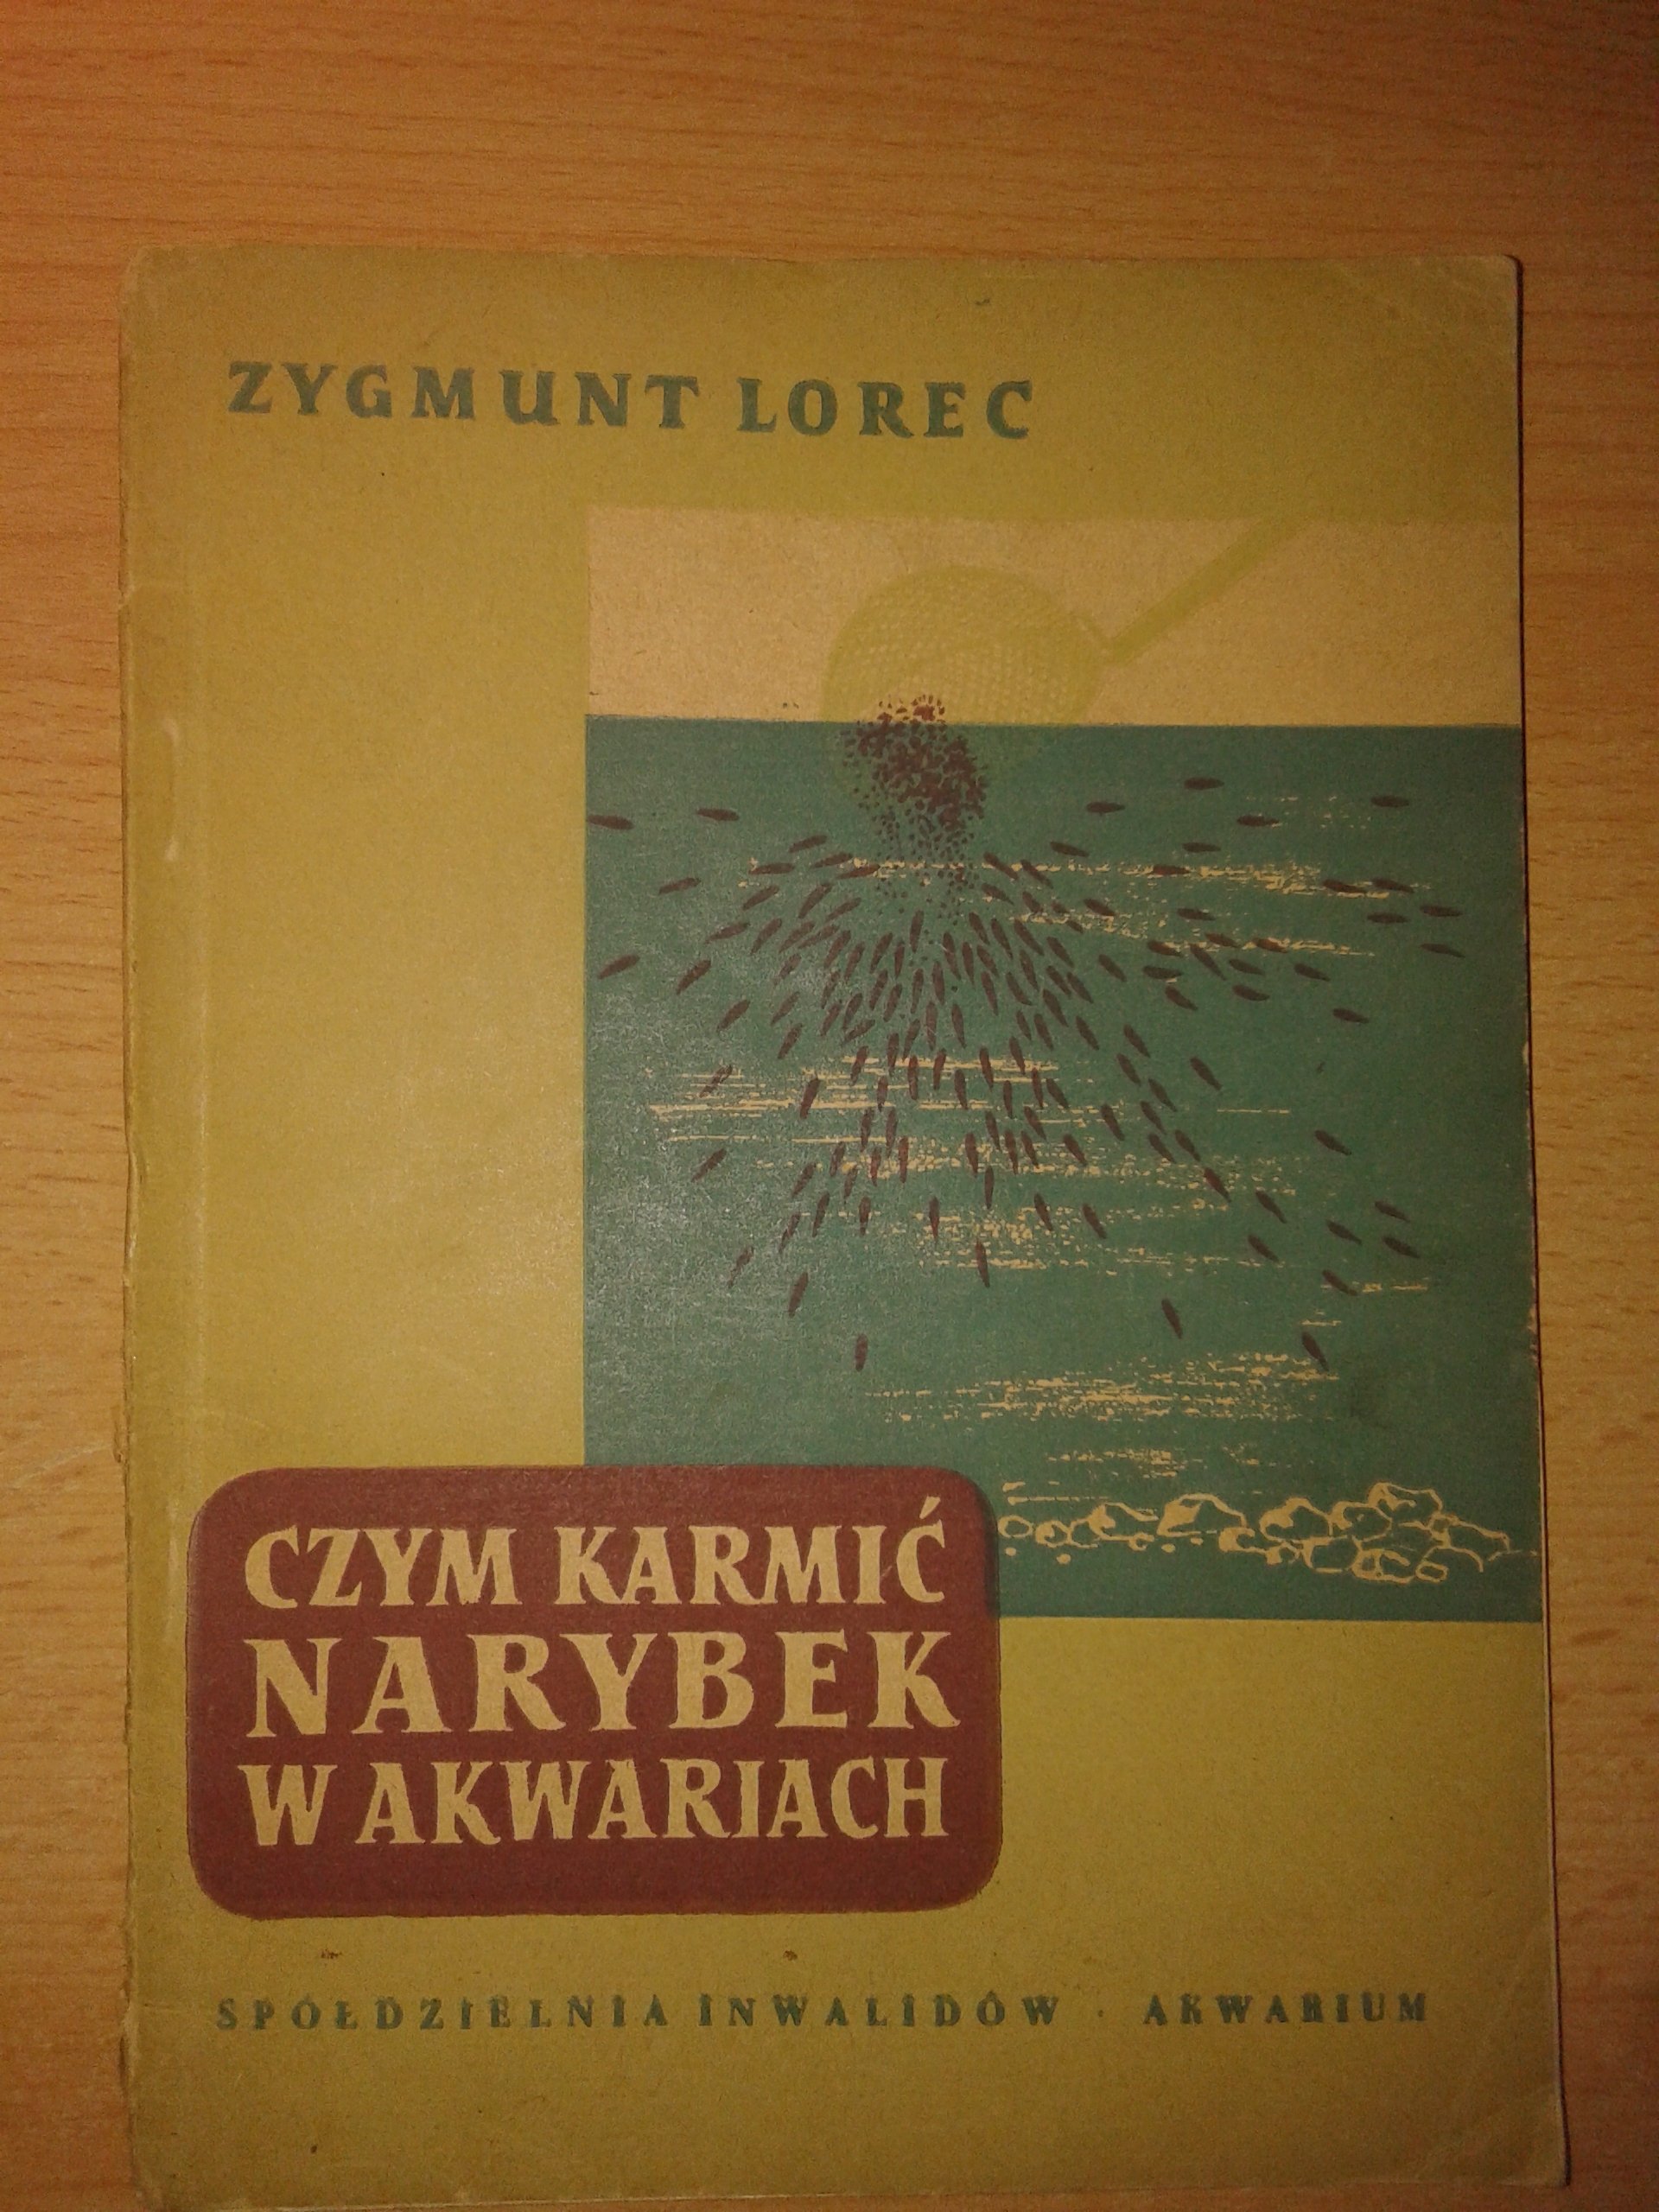 ZYGMUNT LOREC
CZYM KARMIĆ
NARYBEK
W AKWARIACH
SPÓŁDZIELNIA INWALIDÓW · AKWARIUM